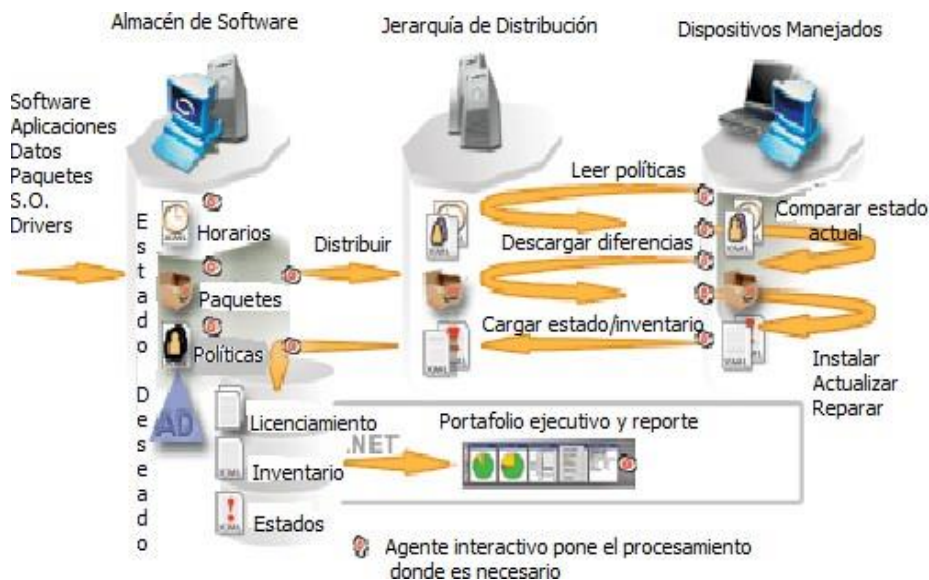 Almacén de Software
Jerarquía de Distribución
Dispositivos Manejados
Software
Aplicaciones
Datos
Paquetes
S.O.
Drivers
Estado Deseado
Horarios
Paquetes
Políticas
AD
Distribuir
Leer políticas
Descargar diferencias
Cargar estado/inventario
Comparar estado
actual
Instalar
Actualizar
Reparar
Licenciamiento
Inventario
Estados
.NET
Portafolio ejecutivo y reporte
Agente interactivo pone el procesamiento
donde es necesario